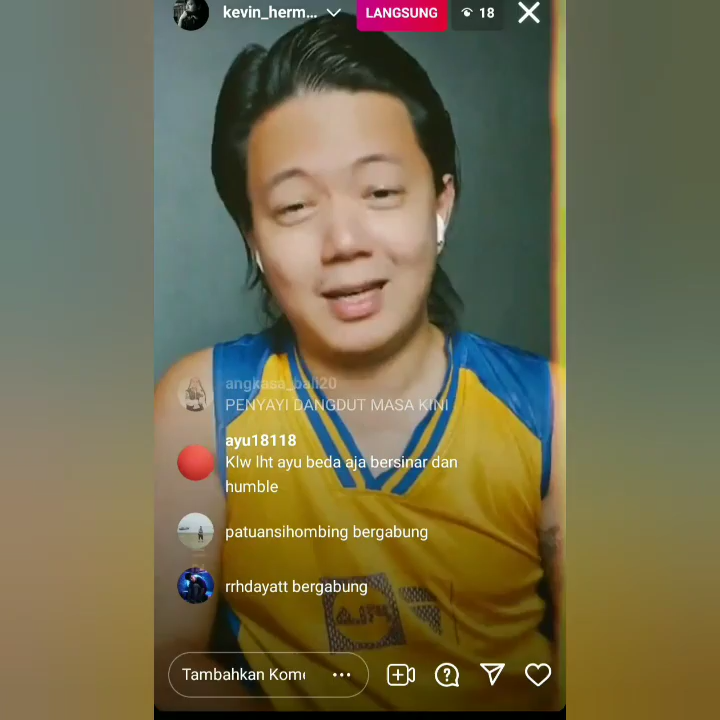 kevin_herm...
LANGSUNG
18
angkasa_ball20
PENYAYI DANGDUT MASA KINI
ayu18118
Klw lht ayu beda aja bersinar dan
humble
patuansihombing bergabung
rrhdayatt bergabung
Tambahkan Kome